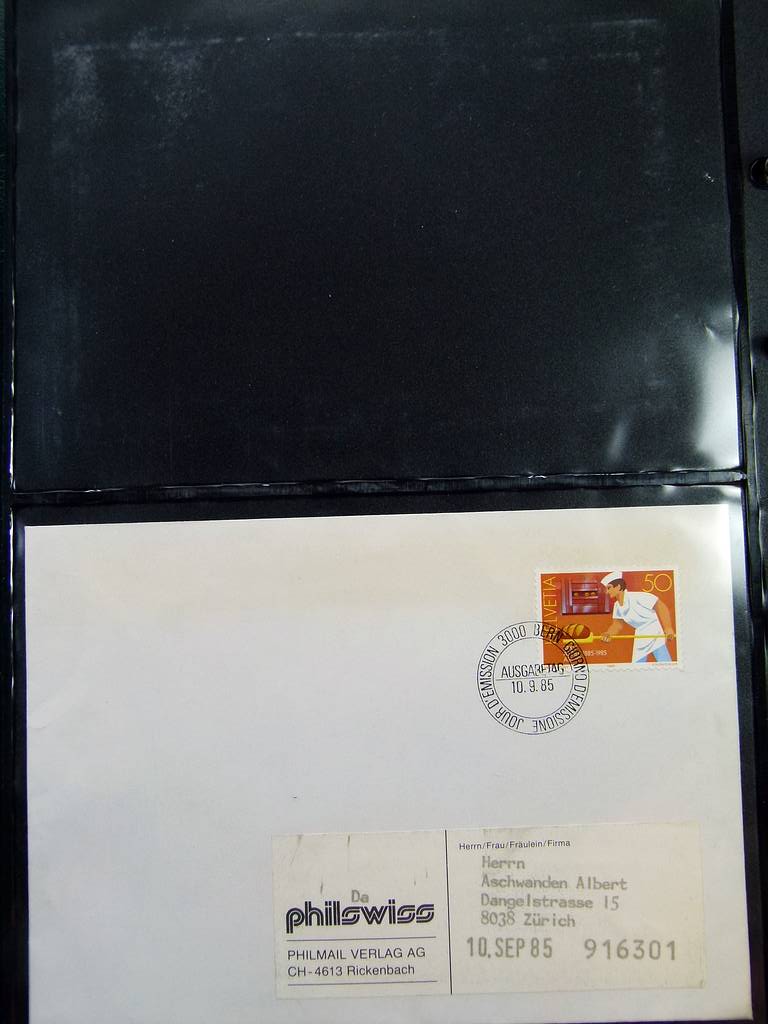 HELVETIA 50
1885-1985
JOUR D'EMISSION 3000 BERN GIORNO D'EMISSIONE
AUSGABETAG
10.9.85
Herrn/Frau/Fräulein/Firma
Herrn
Aschwanden Albert
Dangelstrasse 15
8038 Zürich
10.SEP 85 916301
Da
philswiss
PHILMAIL VERLAG AG
CH-4613 Rickenbach